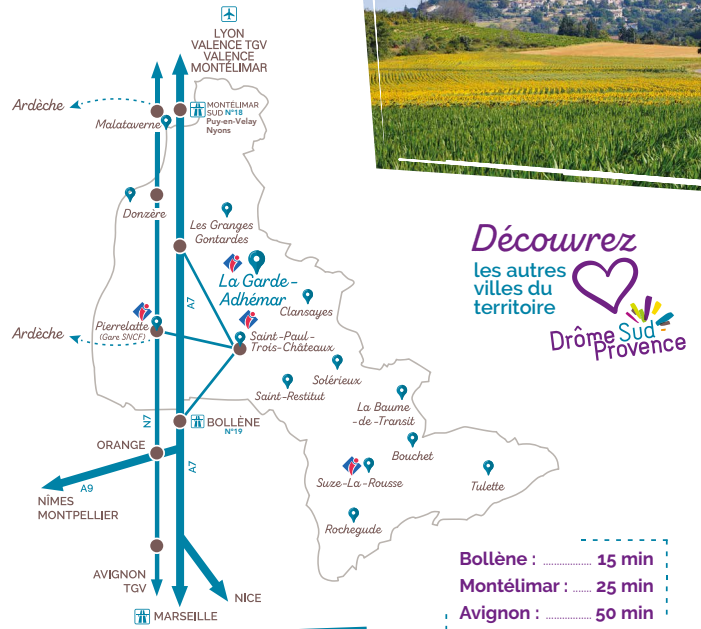 LYON
VALENCE TGV
VALENCE
MONTÉLIMAR
Ardèche
MONTÉLIMAR
SUD N°18
Puy-en-Velay
Nyons
Malataverne
Donzère
Les Granges
Gontardes
La Garde-
Adhémar
A7
Clansayes
Pierrelatte
(Gare SNCF)
Ardèche
Saint-Paul-
Trois-Châteaux
Solérieux
Saint-Restitut
La Baume
-de-Transit
N7
BOLLÈNE
N°19
ORANGE
A7
Bouchet
A9
Suze-La-Rousse
Tulette
NÎMES
MONTPELLIER
Rochegude
AVIGNON
TGV
NICE
MARSEILLE
Découvrez
les autres
villes du
territoire
Drôme Sud
Provence
Bollène : .................. 15 min
Montélimar : ...... 25 min
Avignon : .............. 50 min